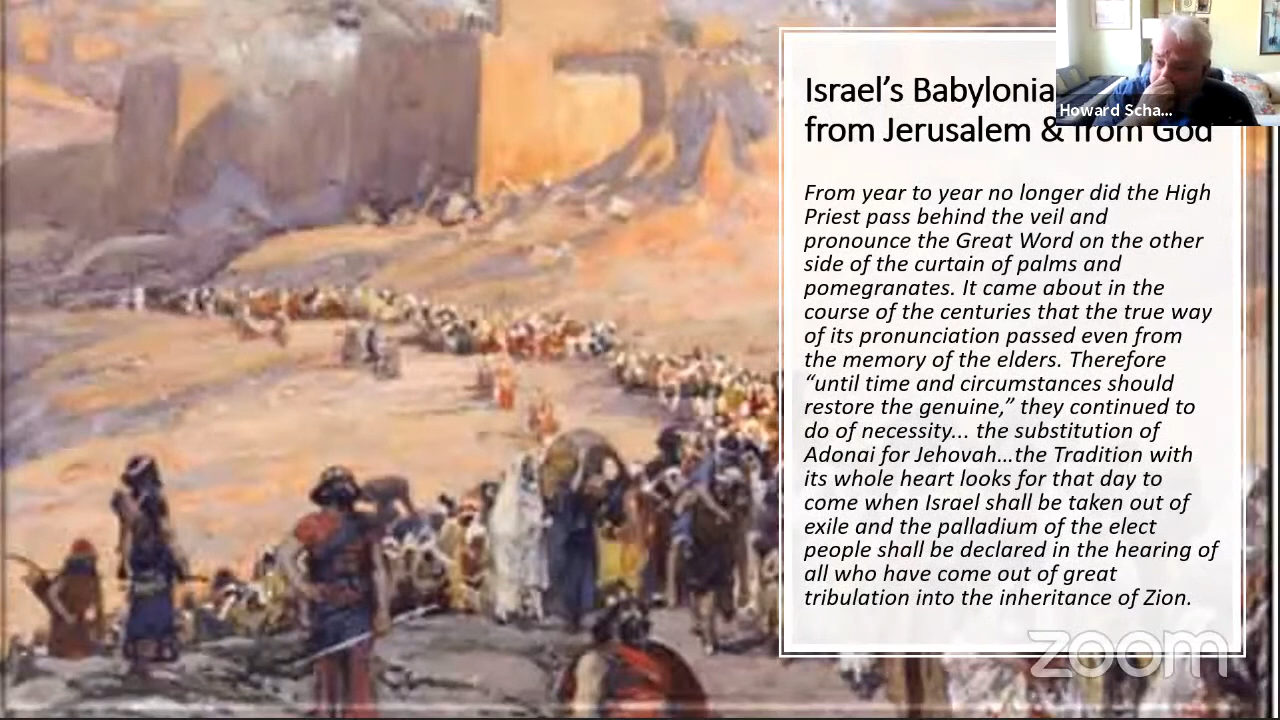 Israel's Babylonia
from Jerusalem & from God
Howard Scha...
From year to year no longer did the High
Priest pass behind the veil and
pronounce the Great Word on the other
side of the curtain of palms and
pomegranates. It came about in the
course of the centuries that the true way
of its pronunciation passed even from
the memory of the elders. Therefore
“until time and circumstances should
restore the genuine,” they continued to
do of necessity... the substitution of
Adonai for Jehovah…the Tradition with
its whole heart looks for that day to
come when Israel shall be taken out of
exile and the palladium of the elect
people shall be declared in the hearing of
all who have come out of great
tribulation into the inheritance of Zion.
zoom